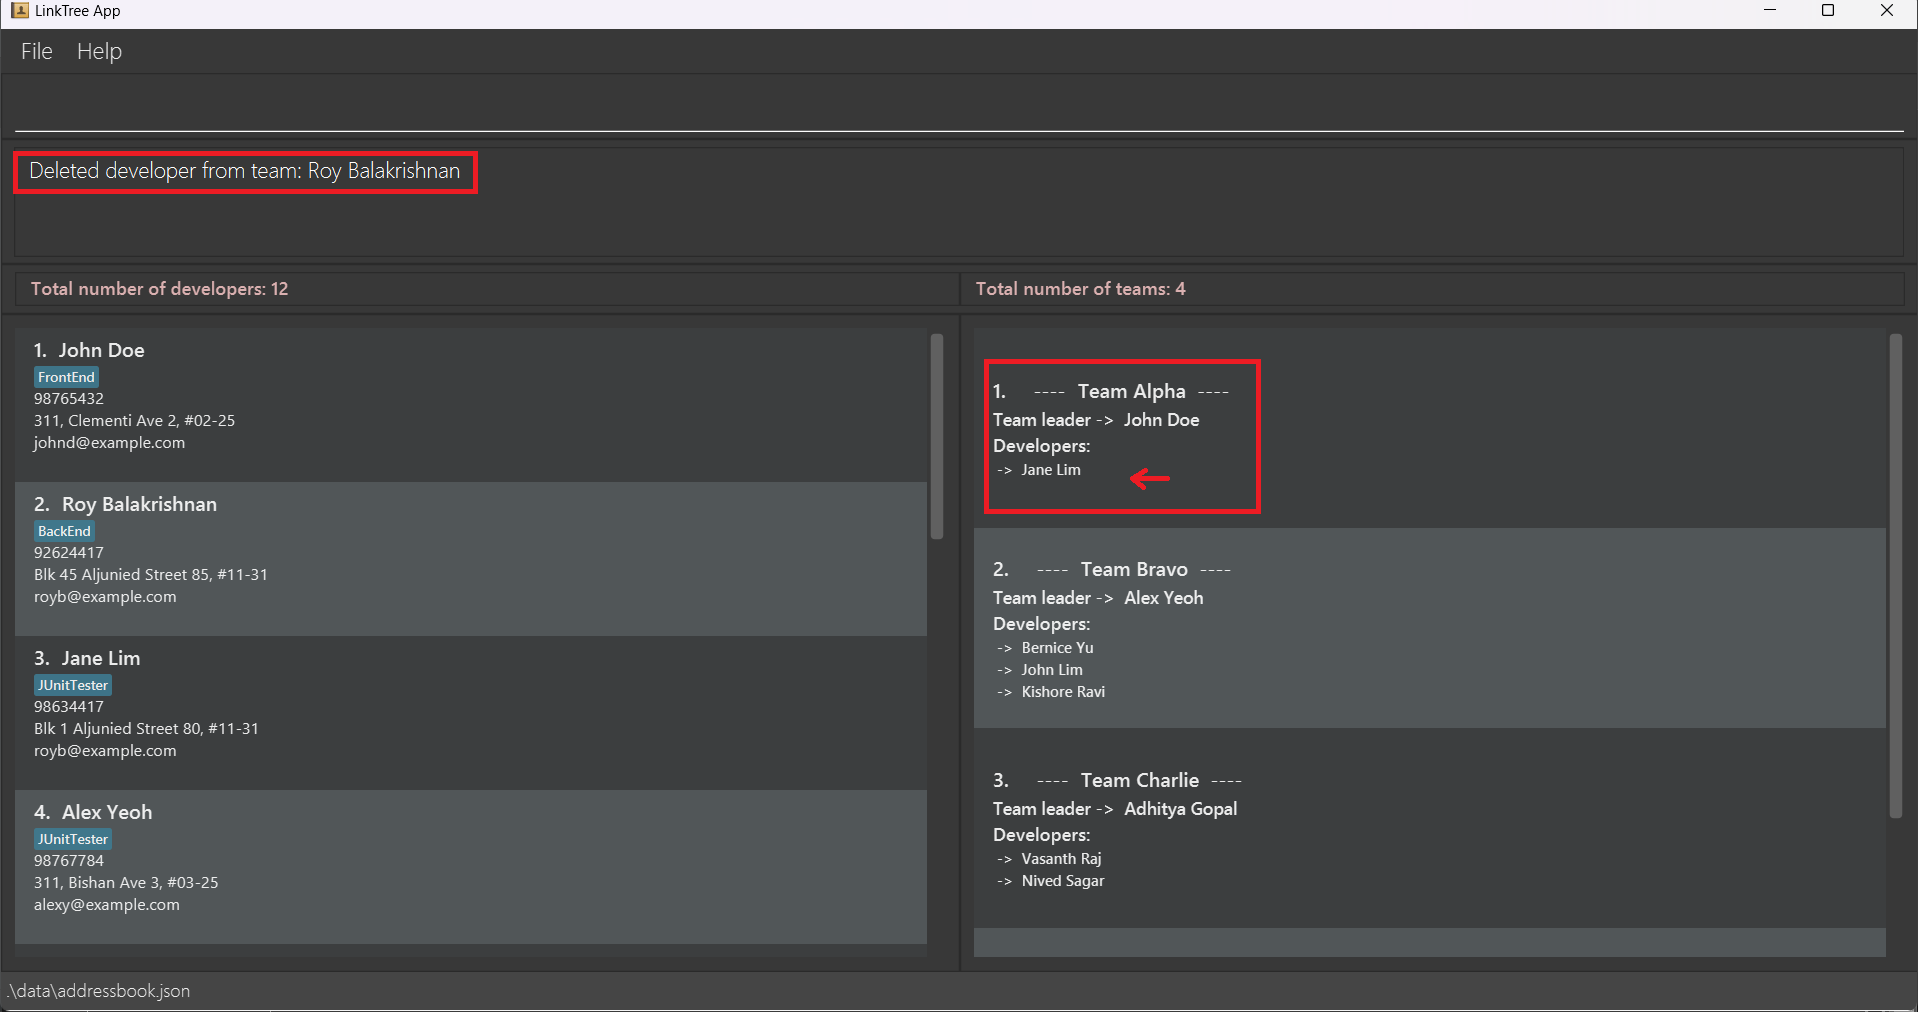 LinkTree App
File Help
Deleted developer from team: Roy Balakrishnan
Total number of developers: 12
Total number of teams: 4
1. John Doe
FrontEnd
98765432
311, Clementi Ave 2, #02-25
johnd@example.com
2. Roy Balakrishnan
BackEnd
92624417
Blk 45 Aljunied Street 85, #11-31
royb@example.com
3. Jane Lim
JUnitTester
98634417
Blk 1 Aljunied Street 80, #11-31
royb@example.com
4. Alex Yeoh
JUnitTester
98767784
311, Bishan Ave 3, #03-25
alexy@example.com
1. ---- Team Alpha ----
Team leader -> John Doe
Developers:
-> Jane Lim
2. ---- Team Bravo ----
Team leader -> Alex Yeoh
Developers:
-> Bernice Yu
-> John Lim
-> Kishore Ravi
3. ---- Team Charlie ----
Team leader -> Adhitya Gopal
Developers:
-> Vasanth Raj
-> Nived Sagar
.\data\addressbook.json